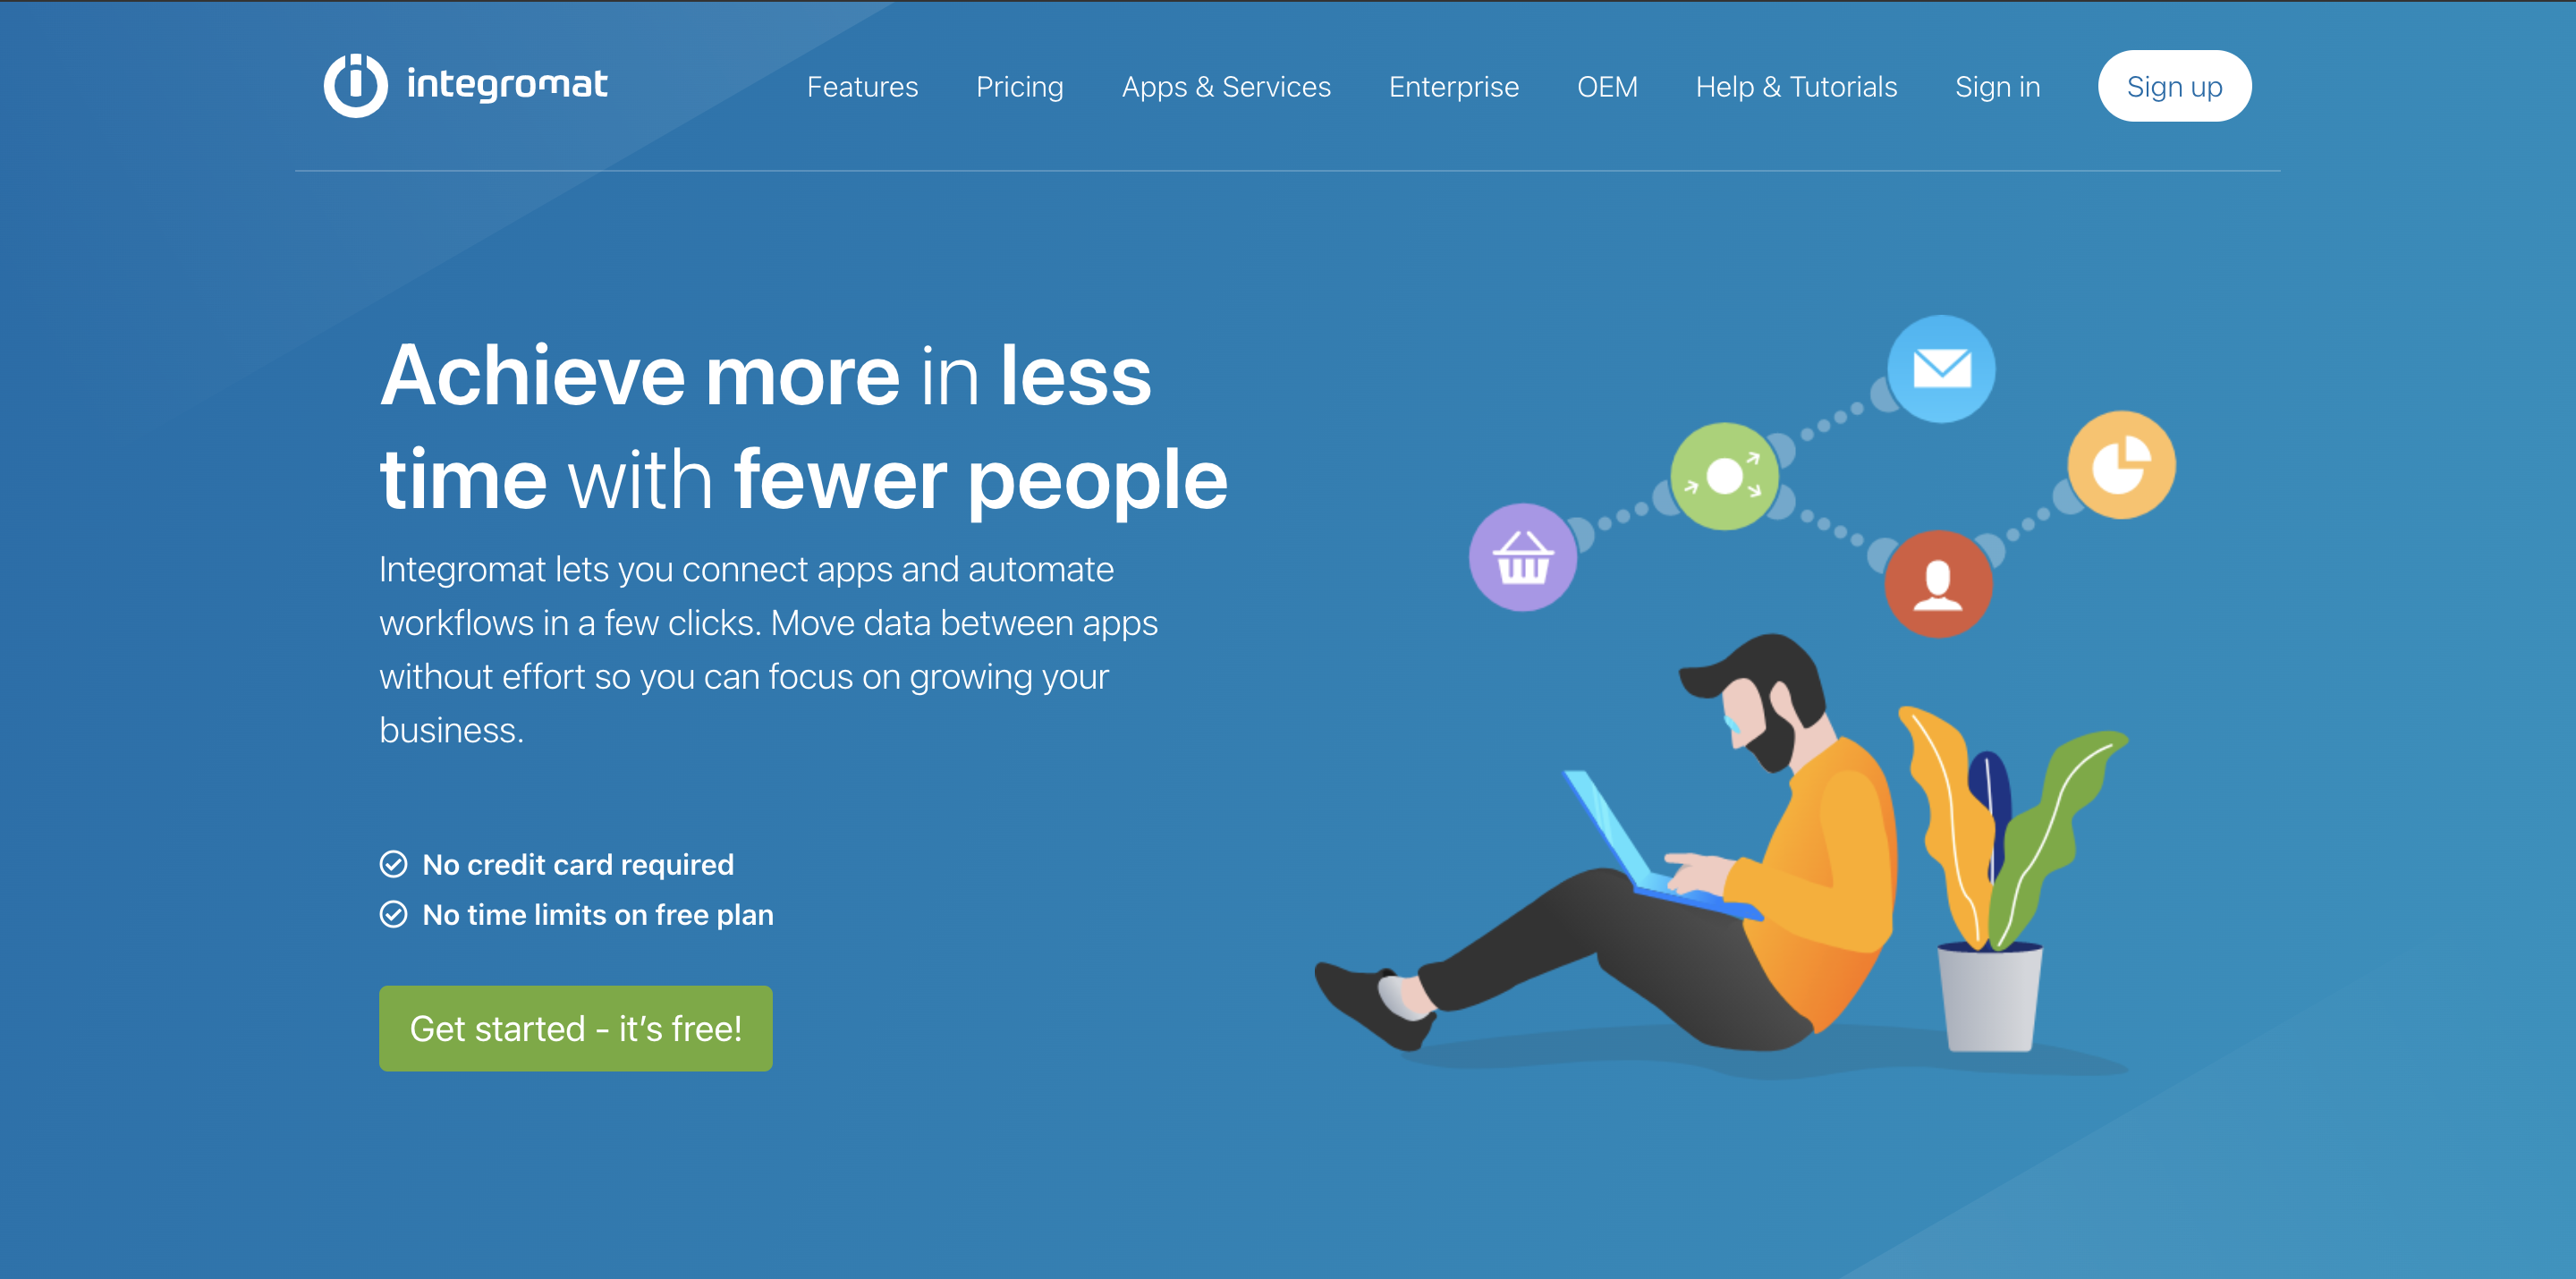 integromat
Features
Pricing
Apps & Services
Enterprise
OEM
Help & Tutorials
Sign in
Sign up
Achieve more in less
time with fewer people
Integromat lets you connect apps and automate
workflows in a few clicks. Move data between apps
without effort so you can focus on growing your
business.
No credit card required
No time limits on free plan
Get started - it’s free!